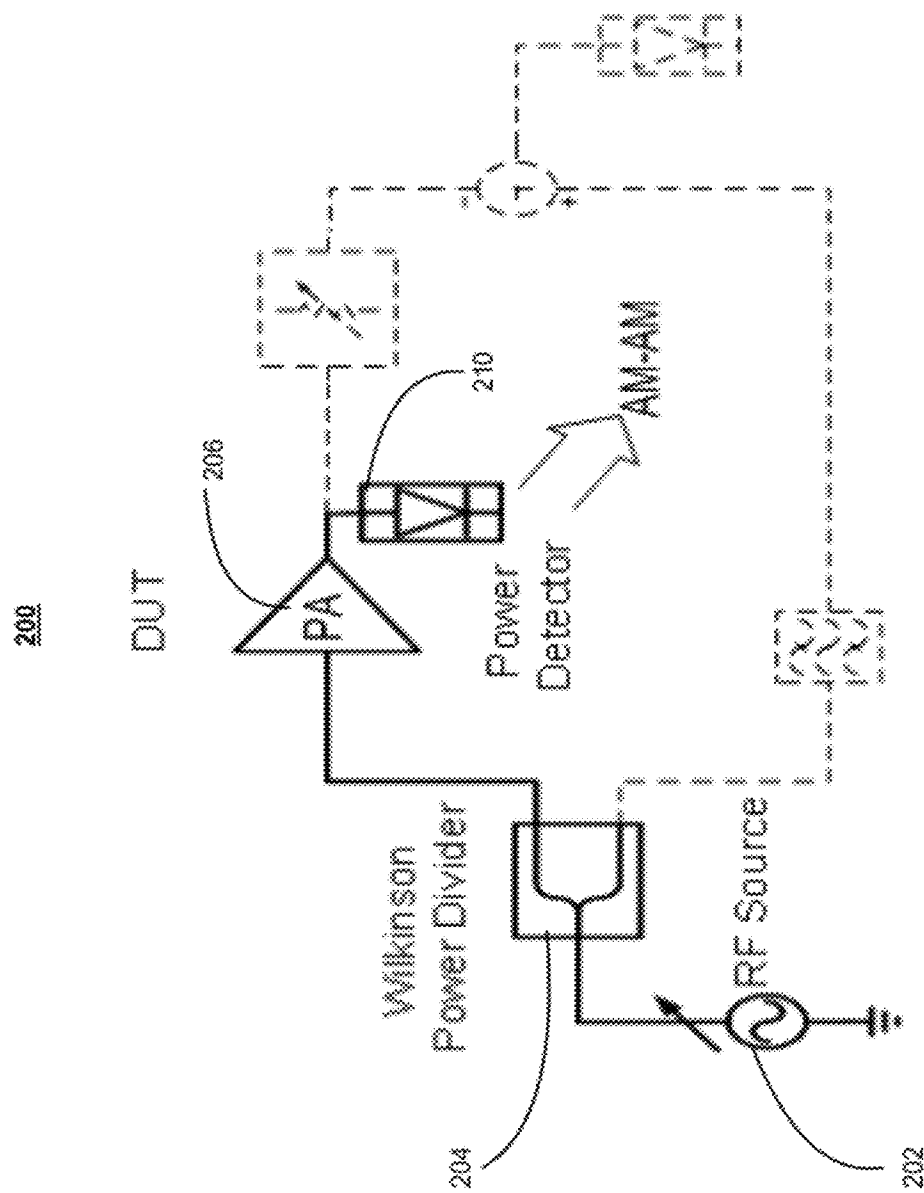 200
DUT
206
PA
210
Power
Detector
AM-AM
-
+
Wilkinson
Power Divider
204
RF Source
202